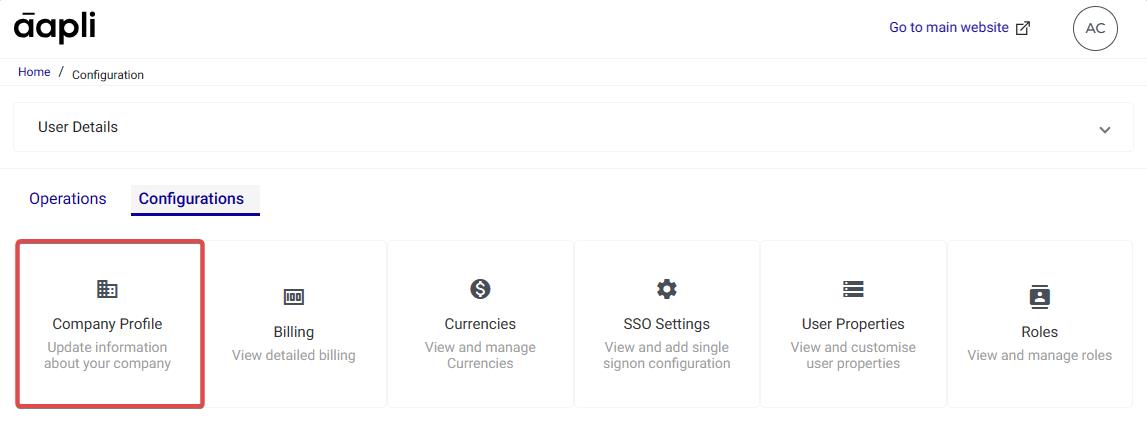 āapli
Go to main website
AC
Home / Configuration
User Details
Operations
Configurations
Company Profile
Update information
about your company
Billing
View detailed billing
Currencies
View and manage
Currencies
SSO Settings
View and add single
signon configuration
User Properties
View and customise
user properties
Roles
View and manage roles